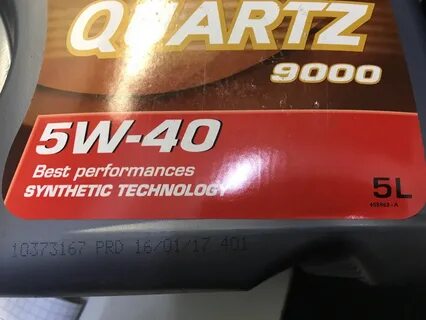 QUARTZ
9000
5W-40
Best performances
SYNTHETIC TECHNOLOGY
5L
10373167 PRD 16/01/17 401